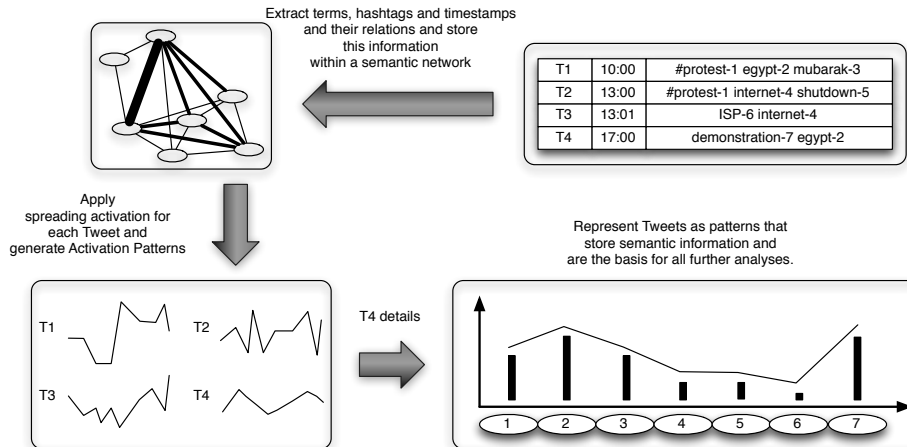 Extract terms, hashtags and timestamps
and their relations and store
this information
within a semantic network
T1 10:00 #protest-1 egypt-2 mubarak-3
T2 13:00 #protest-1 internet-4 shutdown-5
T3 13:01 ISP-6 internet-4
T4 17:00 demonstration-7 egypt-2
Apply
spreading activation for
each Tweet and
generate Activation Patterns
Represent Tweets as patterns that
store semantic information and
are the basis for all further analyses.
T1 T2
T3 T4
T4 details
1 2 3 4 5 6 7